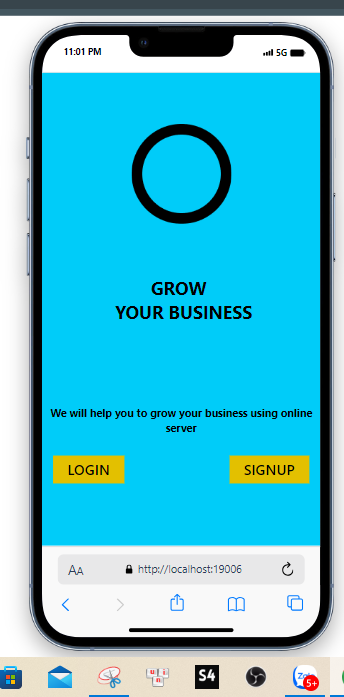 11:01 PM
5G
GROW
YOUR BUSINESS
We will help you to grow your business using online
server
LOGIN
SIGNUP
AA
http://localhost:19006
S4
Zoo
5+